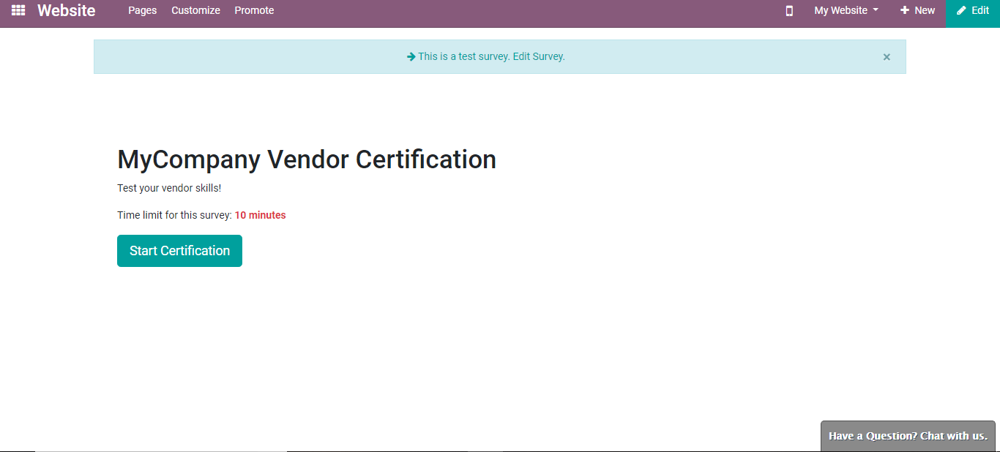 Website Pages Customize Promote My Website + New Edit
This is a test survey. Edit Survey. ×
MyCompany Vendor Certification
Test your vendor skills!
Time limit for this survey: 10 minutes
Start Certification
Have a Question? Chat with us.